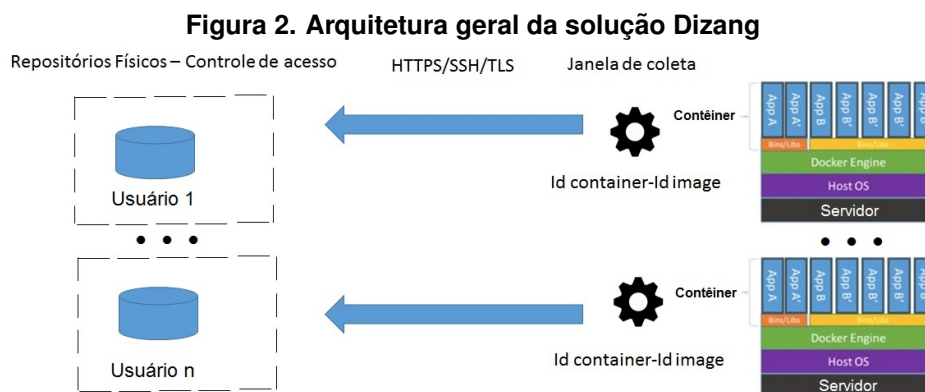 Figura 2. Arquitetura geral da solução Dizang
Repositórios Físicos – Controle de acesso
HTTPS/SSH/TLS
Janela de coleta
Usuário 1
Contêiner
Id container-Id image
App A
App A'
App B
App B'
App B'
App B'
App B
Bins/Libs
Bins/Libs
Docker Engine
Host OS
Servidor
• • •
• • •
Usuário n
Contêiner
Id container-Id image
App A
App A'
App B
App B'
App B'
App B'
App B
Bins/Libs
Bins/Libs
Docker Engine
Host OS
Servidor